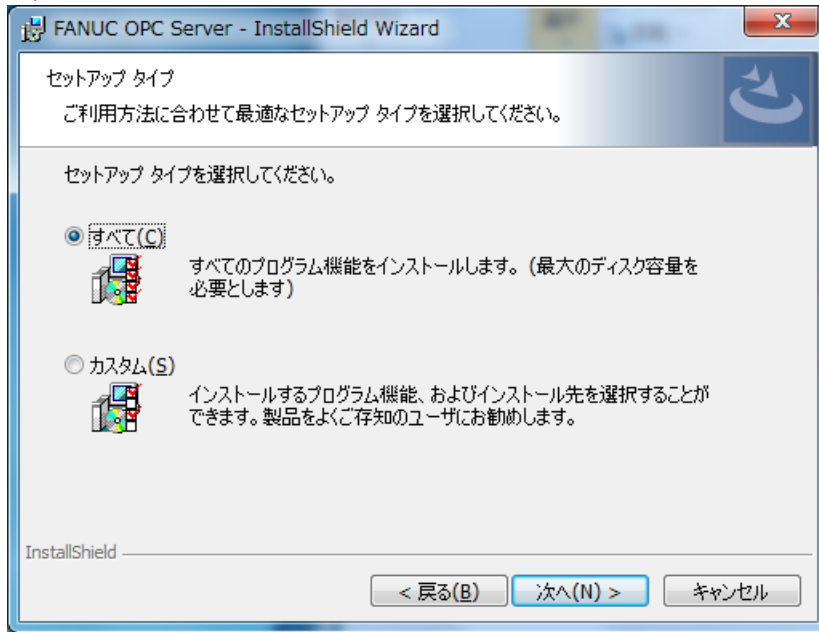 FANUC OPC Server - InstallShield Wizard
セットアップ タイプ
ご利用方法に合わせて最適なセットアップ タイプを選択してください。
セットアップ タイプを選択してください。
すべて(C)
すべてのプログラム機能をインストールします。(最大のディスク容量を
必要とします)
カスタム(S)
インストールするプログラム機能、およびインストール先を選択することが
できます。製品をよくご存知のユーザにお勧めします。
InstallShield
< 戻る(B) 次へ(N) > キャンセル